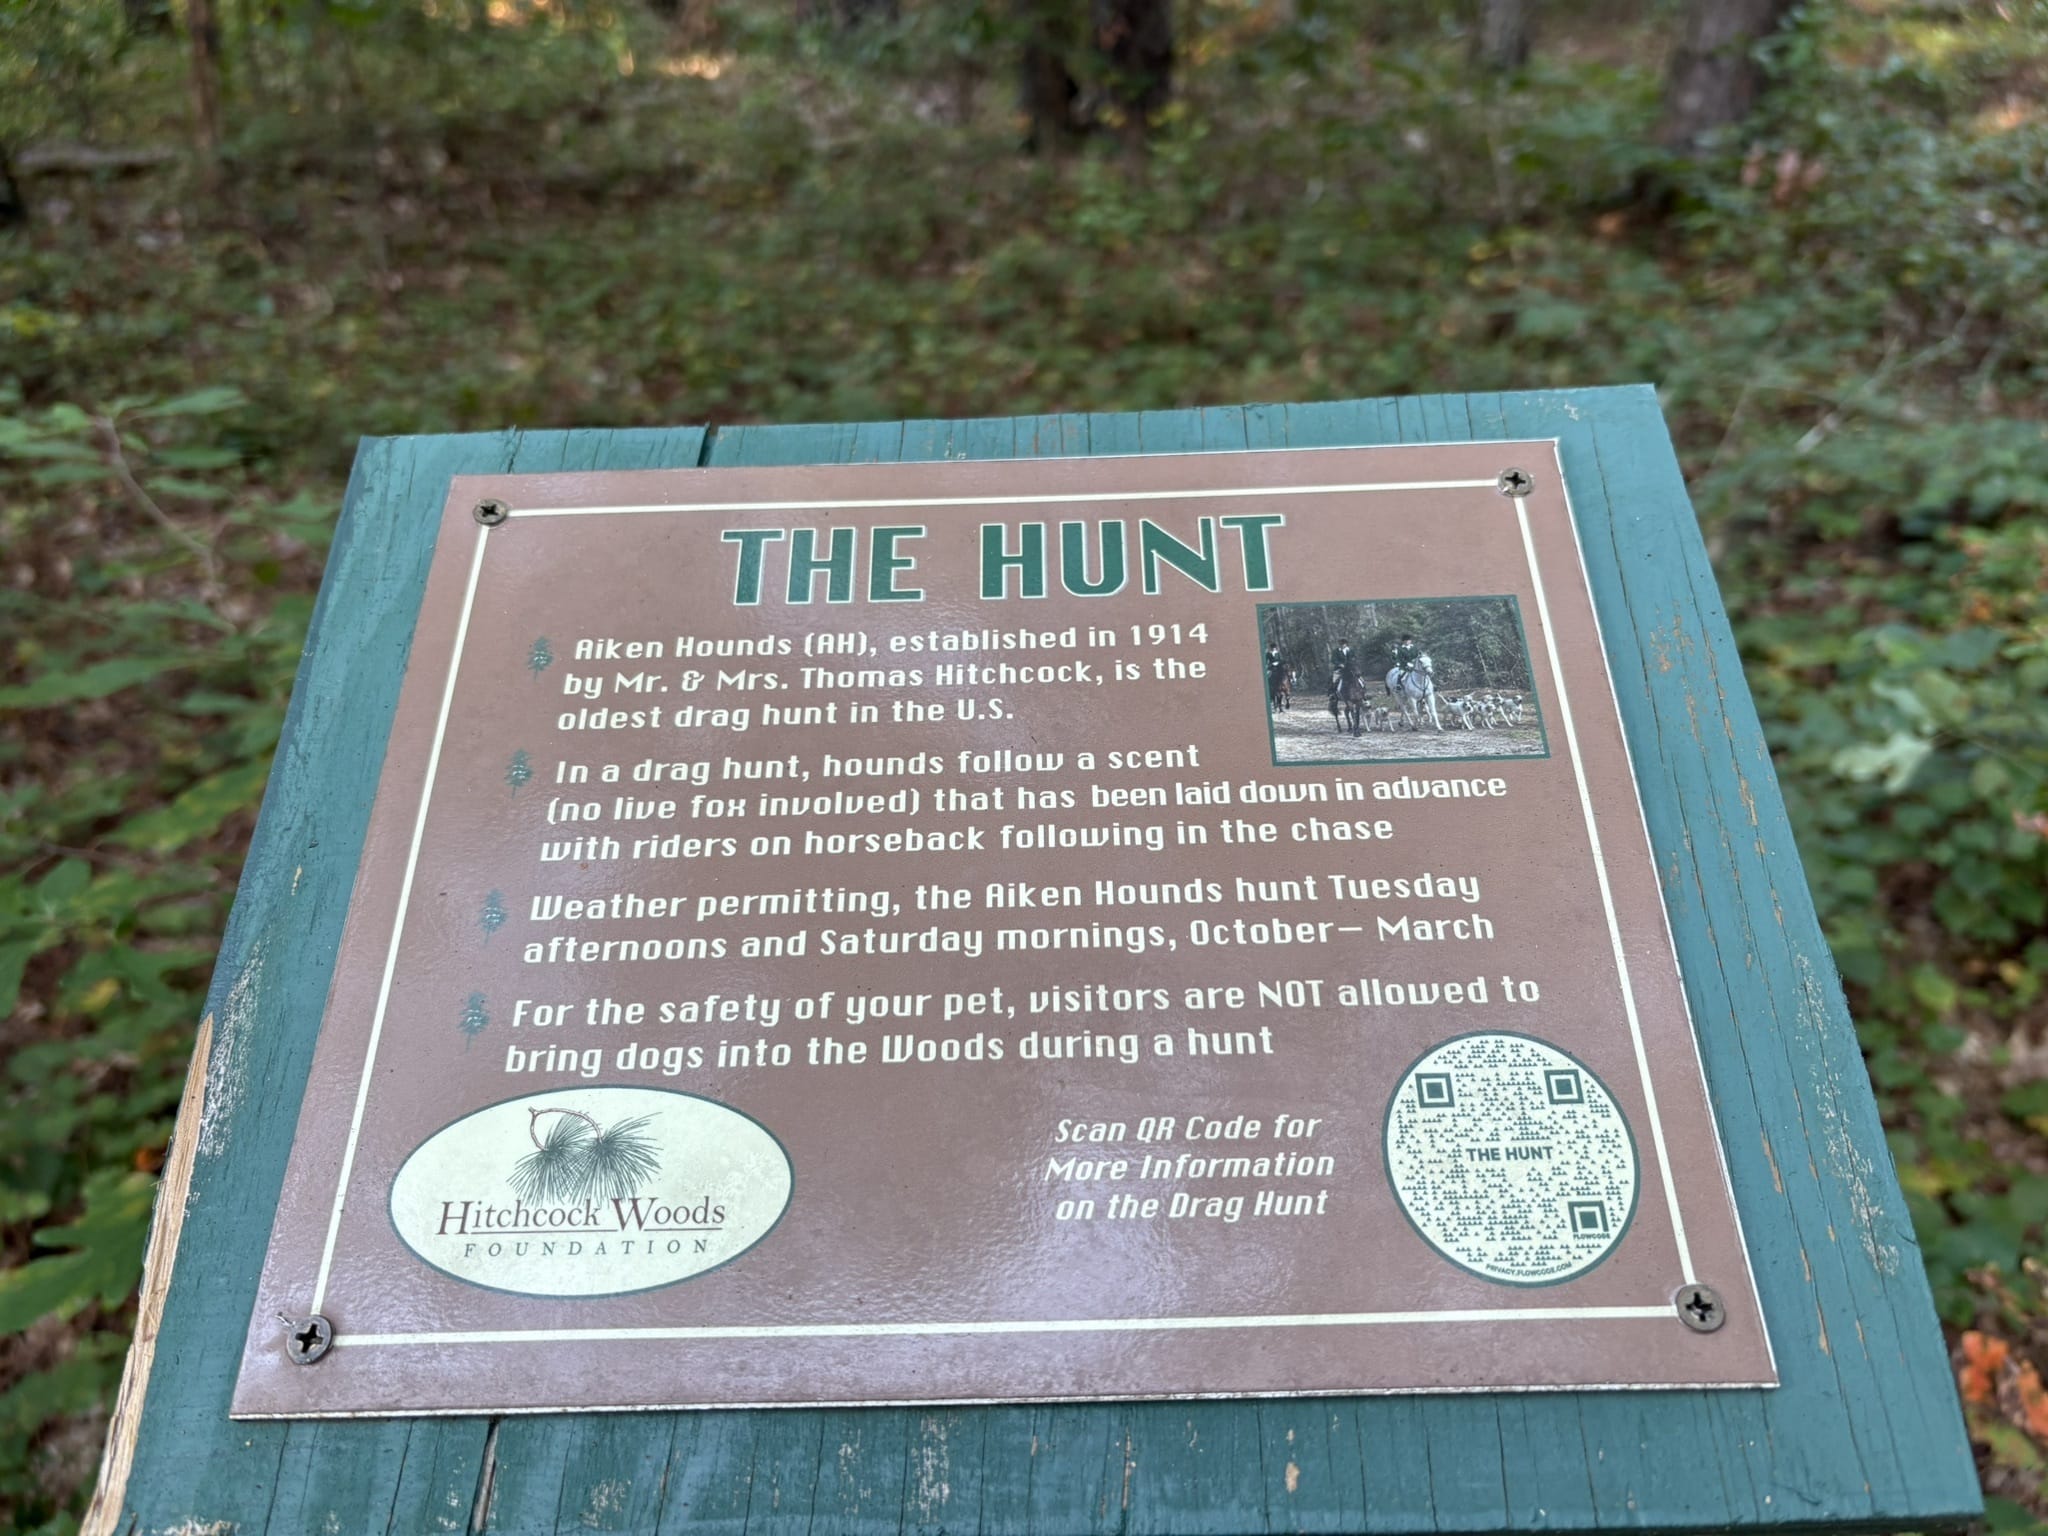 THE HUNT
Aiken Hounds (AH), established in 1914
by Mr. & Mrs. Thomas Hitchcock, is the
oldest drag hunt in the U.S.
In a drag hunt, hounds follow a scent
(no live fox involved) that has been laid down in advance
with riders on horseback following in the chase
Weather permitting, the Aiken Hounds hunt Tuesday
afternoons and Saturday mornings, October– March
For the safety of your pet, visitors are NOT allowed to
bring dogs into the Woods during a hunt
Hitchcock Woods
FOUNDATION
Scan QR Code for
More Information
on the Drag Hunt
THE HUNT
FLOWCODE
PRIVACY.FLOWCODE.COM